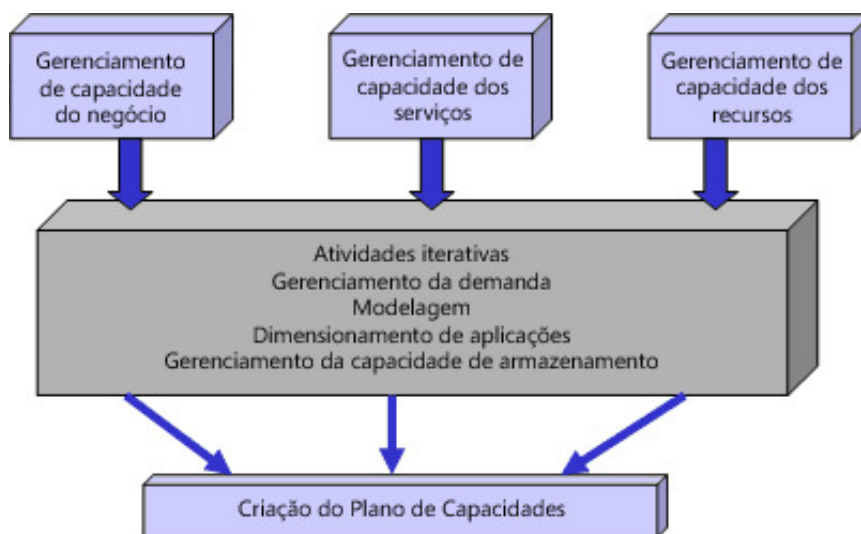 Gerenciamento
de capacidade
do negócio
Gerenciamento de
capacidade dos
serviços
Gerenciamento de
capacidade dos
recursos
Atividades iterativas
Gerenciamento da demanda
Modelagem
Dimensionamento de aplicações
Gerenciamento da capacidade de armazenamento
Criação do Plano de Capacidades